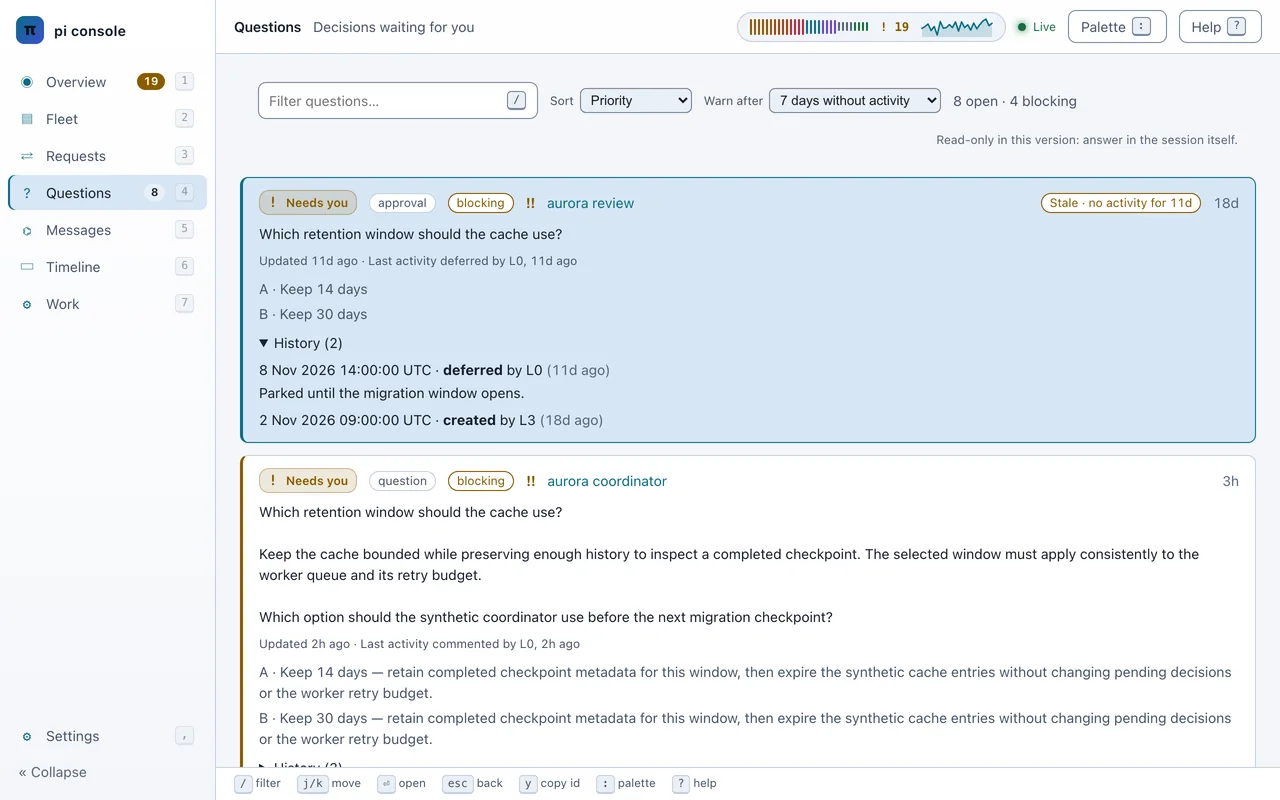 π pi console
Questions Decisions waiting for you
! 19
Live
Palette :
Help ?
Overview 19 1
Fleet 2
Requests 3
? Questions 8 4
Messages 5
Timeline 6
Work 7
Settings ,
« Collapse
Filter questions... /
Sort Priority
Warn after 7 days without activity
8 open · 4 blocking
Read-only in this version: answer in the session itself.
! Needs you approval blocking !! aurora review Stale · no activity for 11d 18d
Which retention window should the cache use?
Updated 11d ago · Last activity deferred by L0, 11d ago
A · Keep 14 days
B · Keep 30 days
▼ History (2)
8 Nov 2026 14:00:00 UTC · deferred by L0 (11d ago)
Parked until the migration window opens.
2 Nov 2026 09:00:00 UTC · created by L3 (18d ago)
! Needs you question blocking !! aurora coordinator 3h
Which retention window should the cache use?
Keep the cache bounded while preserving enough history to inspect a completed checkpoint. The selected window must apply consistently to the
worker queue and its retry budget.
Which option should the synthetic coordinator use before the next migration checkpoint?
Updated 2h ago · Last activity commented by L0, 2h ago
A · Keep 14 days — retain completed checkpoint metadata for this window, then expire the synthetic cache entries without changing pending decisions
or the worker retry budget.
B · Keep 30 days — retain completed checkpoint metadata for this window, then expire the synthetic cache entries without changing pending decisions
or the worker retry budget.
/ filter j/k move ⏎ open esc back y copy id : palette ? help